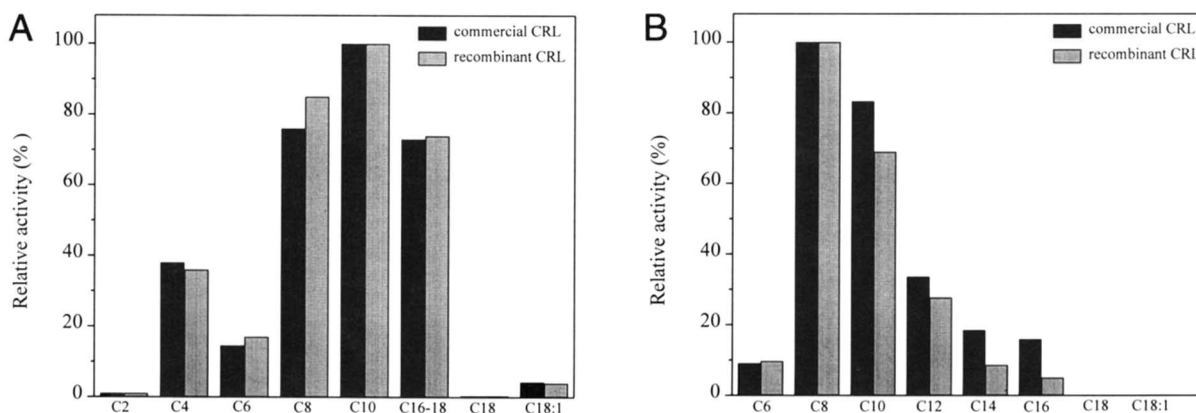 A
commercial CRL
recombinant CRL
Relative activity (%)
100
80
60
40
20
0
C2 C4 C6 C8 C10 C16-18 C18 C18:1
B
commercial CRL
recombinant CRL
Relative activity (%)
100
80
60
40
20
0
C6 C8 C10 C12 C14 C16 C18 C18:1